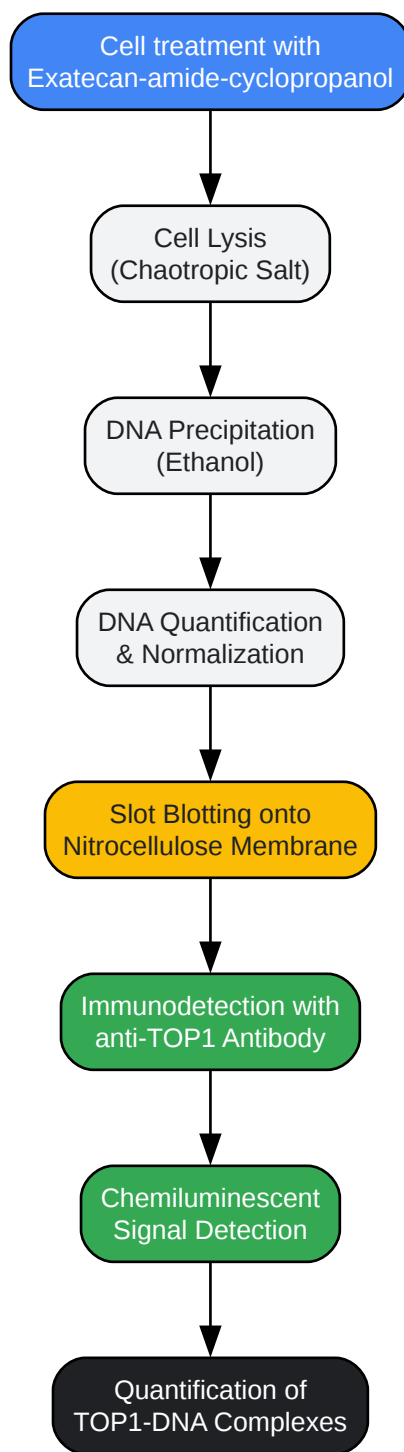 Cell treatment with
Exatecan-amide-cyclopropanol
Cell Lysis
(Chaotropic Salt)
DNA Precipitation
(Ethanol)
DNA Quantification
& Normalization
Slot Blotting onto
Nitrocellulose Membrane
Immunodetection with
anti-TOP1 Antibody
Chemiluminescent
Signal Detection
Quantification of
TOP1-DNA Complexes